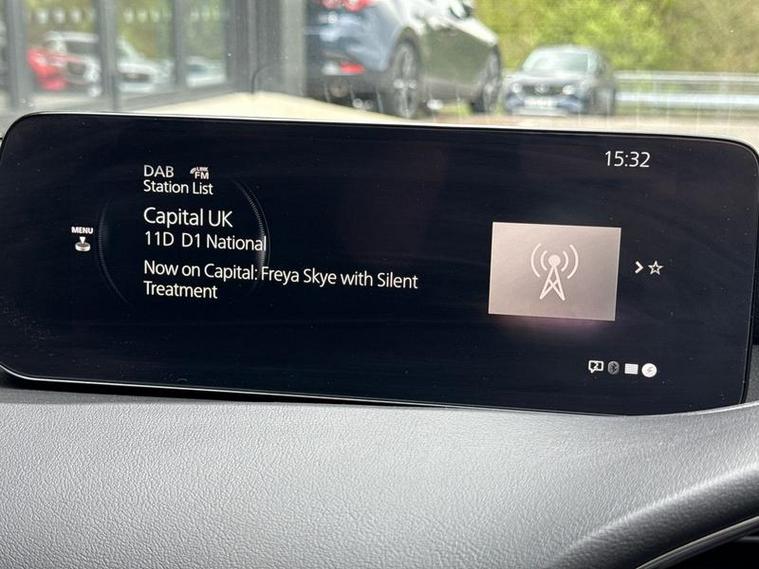 15:32
DAB LINK FM
Station List
Capital UK
MENU
11D D1 National
Now on Capital: Freya Skye with Silent
Treatment